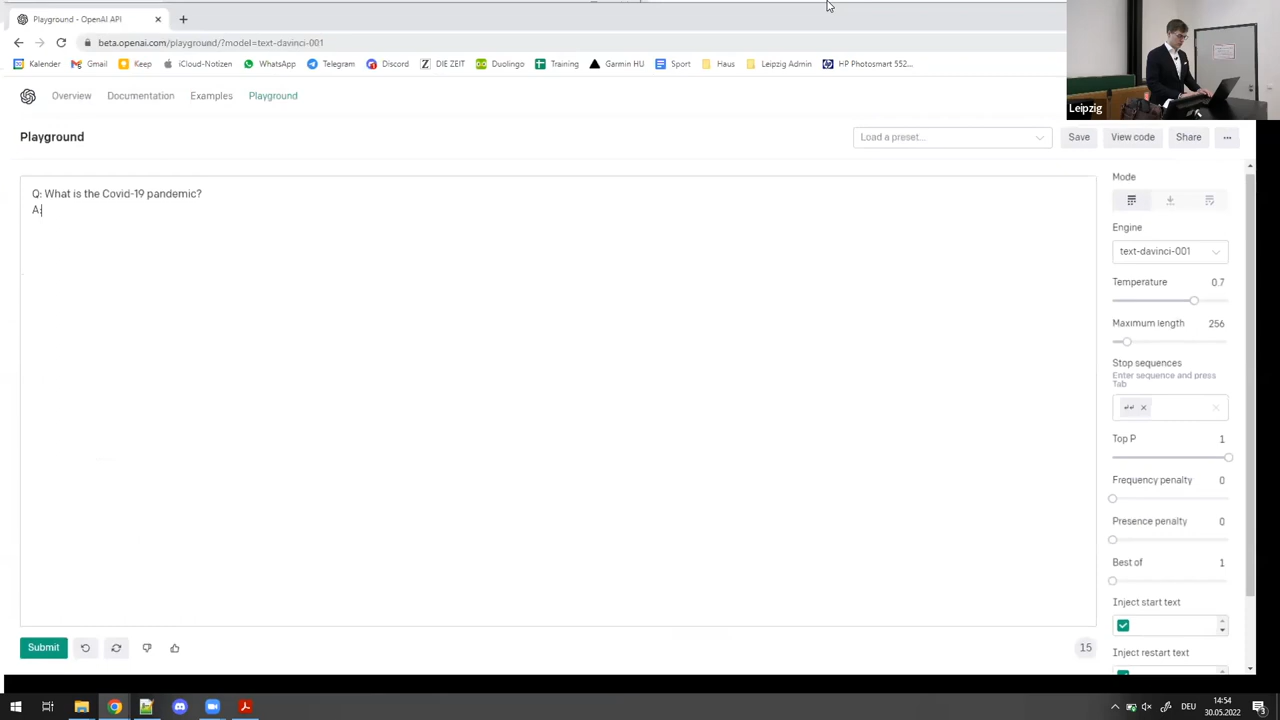 Playground - OpenAI API
beta.openai.com/playground/?model=text-davinci-001
Kalender
Gmail
Keep
iCloud-Notizen
WhatsApp
Telegram
Discord
DIE ZEIT
Duolingo
Training
Garmin HU
Sport
Haus
Leipzig Admin
HP Photosmart 552...
Leipzig
Overview
Documentation
Examples
Playground
Playground
Load a preset...
Save
View code
Share
...
Q: What is the Covid-19 pandemic?
A:
Mode
Engine
text-davinci-001
Temperature 0.7
Maximum length 256
Stop sequences
Enter sequence and press
Tab
↵↵ ×
Top P 1
Frequency penalty 0
Presence penalty 0
Best of 1
Inject start text
Inject restart text
Submit
15
DEU
14:54
30.05.2022
3